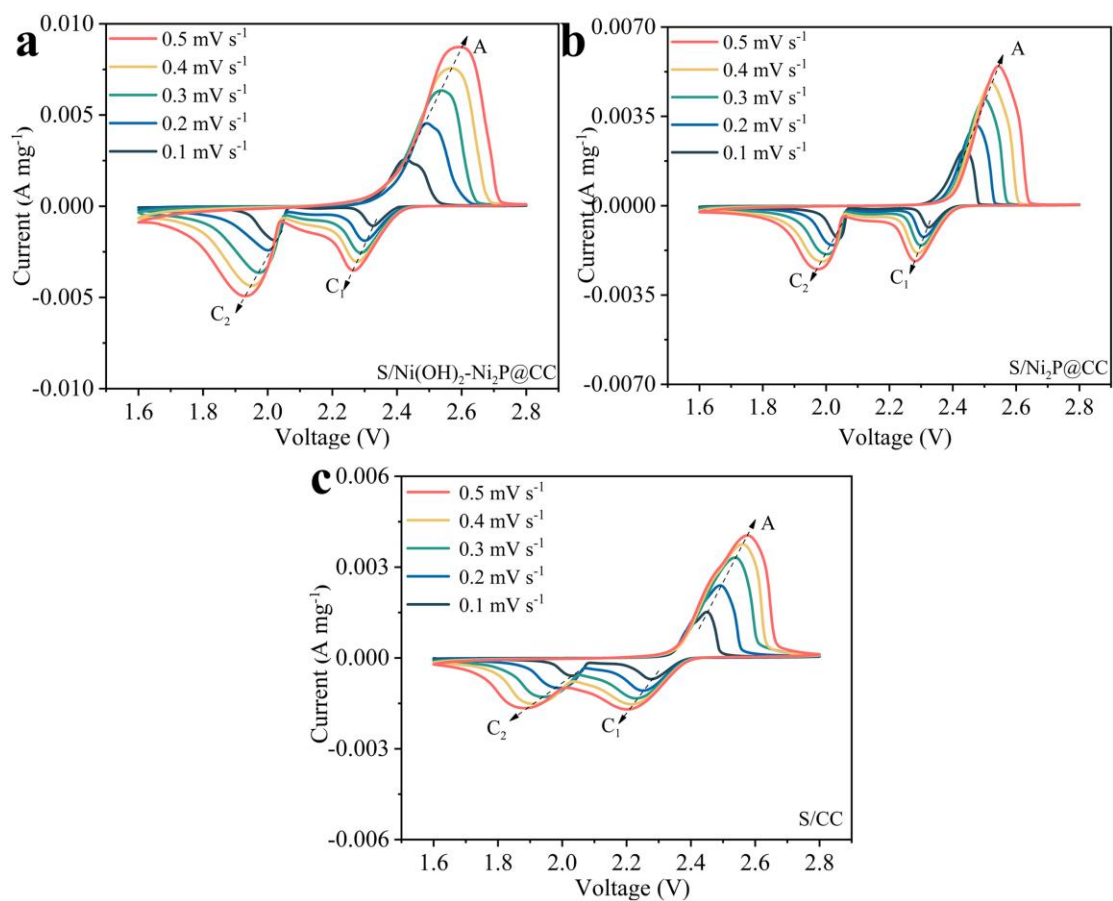 a
0.010
0.005
0.000
-0.005
-0.010
Current (A mg⁻¹)
0.5 mV s⁻¹
0.4 mV s⁻¹
0.3 mV s⁻¹
0.2 mV s⁻¹
0.1 mV s⁻¹
A
C₁
C₂
S/Ni(OH)₂-Ni₂P@CC
1.6 1.8 2.0 2.2 2.4 2.6 2.8
Voltage (V)
b
0.0070
0.0035
0.0000
-0.0035
-0.0070
Current (A mg⁻¹)
0.5 mV s⁻¹
0.4 mV s⁻¹
0.3 mV s⁻¹
0.2 mV s⁻¹
0.1 mV s⁻¹
A
C₁
C₂
S/Ni₂P@CC
1.6 1.8 2.0 2.2 2.4 2.6 2.8
Voltage (V)
c
0.006
0.003
0.000
-0.003
-0.006
Current (A mg⁻¹)
0.5 mV s⁻¹
0.4 mV s⁻¹
0.3 mV s⁻¹
0.2 mV s⁻¹
0.1 mV s⁻¹
A
C₁
C₂
S/CC
1.6 1.8 2.0 2.2 2.4 2.6 2.8
Voltage (V)